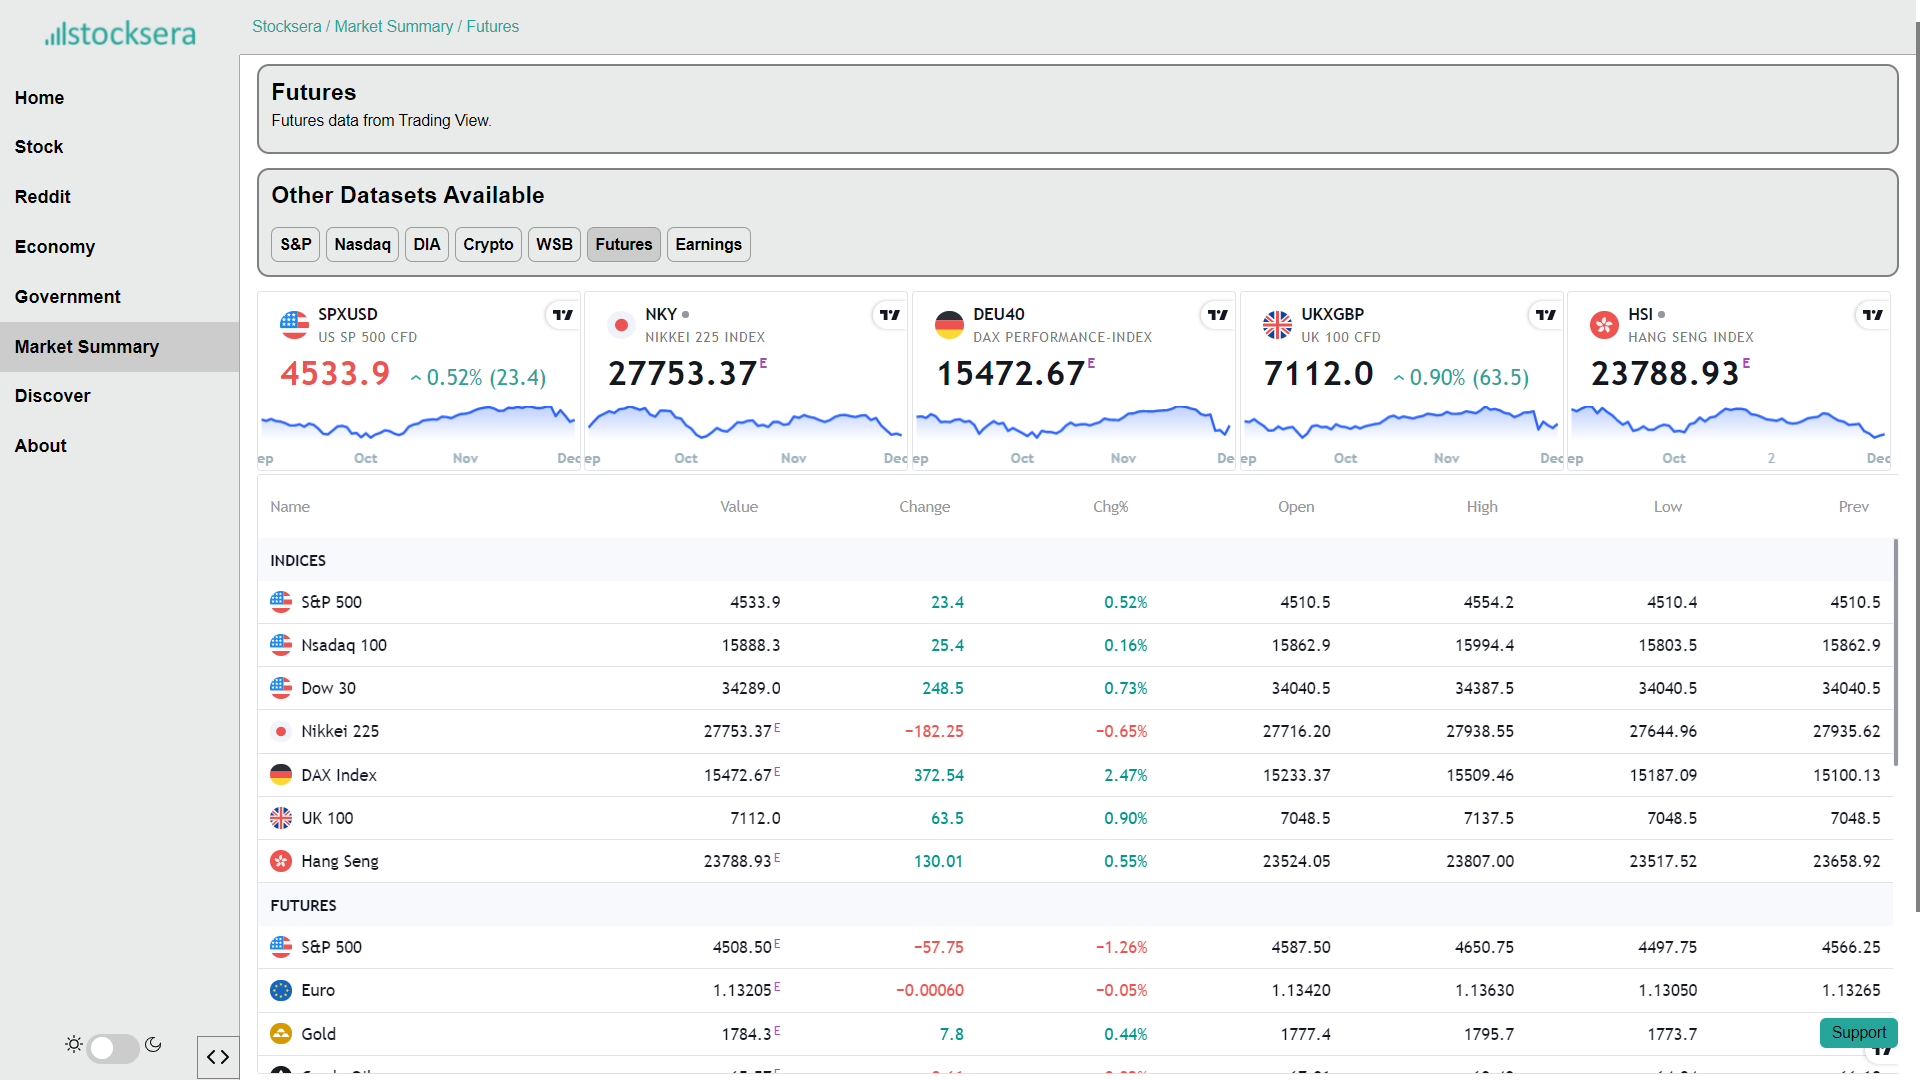 stocksera
Stocksera / Market Summary / Futures
Home
Stock
Reddit
Economy
Government
Market Summary
Discover
About
Futures
Futures data from Trading View.
Other Datasets Available
S&P Nasdaq DIA Crypto WSB Futures Earnings
SPXUSD
US SP 500 CFD
4533.9 0.52% (23.4)
ep Oct Nov Dec
NKY
NIKKEI 225 INDEX
27753.37 E
ep Oct Nov Dec
DEU40
DAX PERFORMANCE-INDEX
15472.67 E
ep Oct Nov De
UKXGBP
UK 100 CFD
7112.0 0.90% (63.5)
ep Oct Nov Dec
HSI
HANG SENG INDEX
23788.93 E
ep Oct 2 Dec
Name Value Change Chg% Open High Low Prev
INDICES
S&P 500 4533.9 23.4 0.52% 4510.5 4554.2 4510.4 4510.5
Nsadaq 100 15888.3 25.4 0.16% 15862.9 15994.4 15803.5 15862.9
Dow 30 34289.0 248.5 0.73% 34040.5 34387.5 34040.5 34040.5
Nikkei 225 27753.37 E −182.25 −0.65% 27716.20 27938.55 27644.96 27935.62
DAX Index 15472.67 E 372.54 2.47% 15233.37 15509.46 15187.09 15100.13
UK 100 7112.0 63.5 0.90% 7048.5 7137.5 7048.5 7048.5
Hang Seng 23788.93 E 130.01 0.55% 23524.05 23807.00 23517.52 23658.92
FUTURES
S&P 500 4508.50 E −57.75 −1.26% 4587.50 4650.75 4497.75 4566.25
Euro 1.13205 E −0.00060 −0.05% 1.13420 1.13630 1.13050 1.13265
Gold 1784.3 E 7.8 0.44% 1777.4 1795.7 1773.7
Support